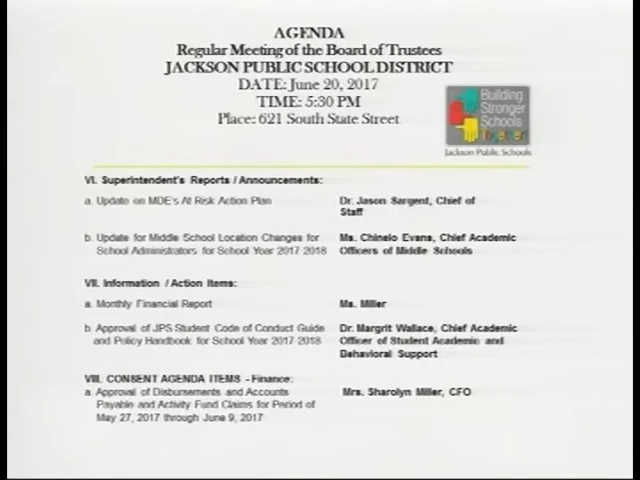 AGENDA
Regular Meeting of the Board of Trustees
JACKSON PUBLIC SCHOOL DISTRICT
DATE: June 20, 2017
TIME: 5:30 PM
Place: 621 South State Street
Building
Stronger
Schools
Together
Jackson Public Schools
VI. Superintendent's Reports / Announcements:
a. Update on MDE's At Risk Action Plan
Dr. Jason Sargent, Chief of
Staff
b. Update for Middle School Location Changes for
School Administrators for School Year 2017 2018
Ms. Chinelo Evans, Chief Academic
Officers of Middle Schools
VII. Information / Action Items:
a. Monthly Financial Report
Ms. Miller
b. Approval of JPS Student Code of Conduct Guide
and Policy Handbook for School Year 2017 2018
Dr. Margrit Wallace, Chief Academic
Officer of Student Academic and
Behavioral Support
VIII. CONSENT AGENDA ITEMS - Finance:
a. Approval of Disbursements and Accounts
Payable and Activity Fund Claims for Period of
May 27, 2017 through June 9, 2017
Mrs. Sharolyn Miller, CFO